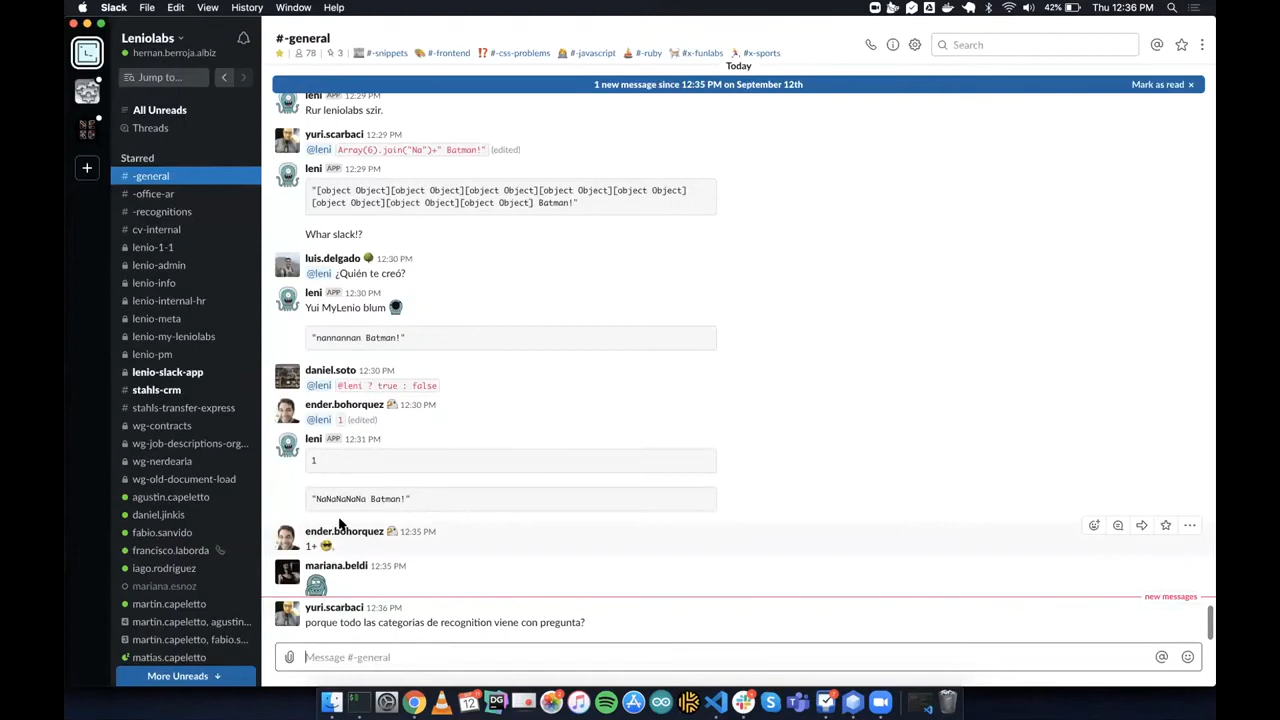 Slack File Edit View History Window Help
42% Thu 12:36 PM
Leniolabs
hernan.berroja.albiz
Jump to...
All Unreads
Threads
Starred
# -general
# -office-ar
# -recognitions
# cv-internal
lenio-1-1
lenio-admin
lenio-info
lenio-internal-hr
lenio-meta
lenio-my-leniolabs
lenio-pm
lenio-slack-app
# stahls-crm
# stahls-transfer-express
wg-contracts
wg-job-descriptions-org...
wg-nerdearla
wg-old-document-load
agustin.capeletto
daniel.jinkis
fabio.sanvido
francisco.laborda
iago.rodriguez
mariana.esnoz
martin.capeletto
martin.capeletto, agustin...
martin.capeletto, fabio.s...
matias.capeletto
More Unreads ↓
#-general
78 3 #-snippets #-frontend #-css-problems #-javascript #-ruby #x-funlabs #x-sports
Search
Today
1 new message since 12:35 PM on September 12th
Mark as read ×
leni APP 12:29 PM
Rur leniolabs szir.
yuri.scarbaci 12:29 PM
@leni Array(6).join("Na")+" Batman!" (edited)
leni APP 12:29 PM
"[object Object][object Object][object Object][object Object][object Object]
[object Object][object Object][object Object] Batman!"
Whar slack!?
luis.delgado 12:30 PM
@leni ¿Quién te creó?
leni APP 12:30 PM
Yui MyLenio blum
"nannannan Batman!"
daniel.soto 12:30 PM
@leni @leni ? true : false
ender.bohorquez 12:30 PM
@leni 1 (edited)
leni APP 12:31 PM
1
"NaNaNaNaNa Batman!"
ender.bohorquez 12:35 PM
1+ .
mariana.beldi 12:35 PM
new messages
yuri.scarbaci 12:36 PM
porque todo las categorias de recognition viene con pregunta?
Message #-general